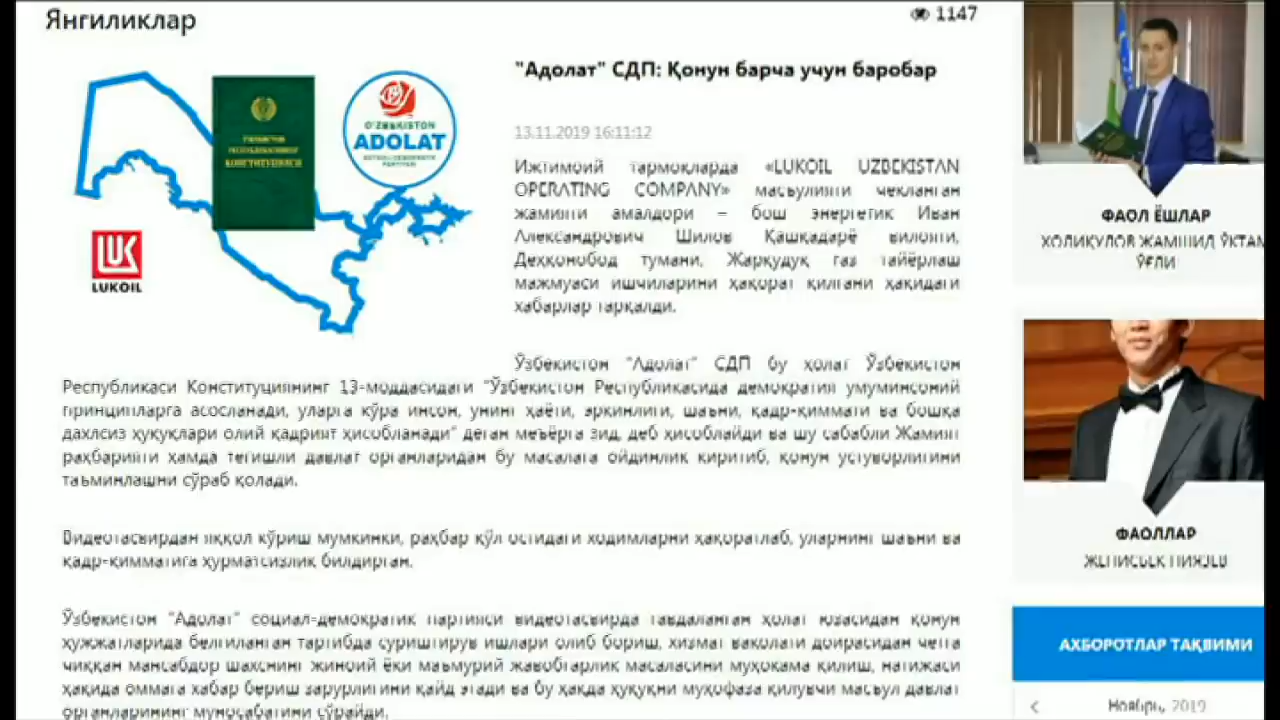 Янгиликлар
1147
O'ZBEKISTON
ADOLAT
КОНСТИТУЦИЯСИ
LUKOIL
"Адолат" СДП: Қонун барча учун баробар
13.11.2019 16:11:12
Ижтимоий тармоқларда «LUKOIL UZBEKISTAN
OPERATING COMPANY» масъулияти чекланган
жамияти амалдори – бош энергетик Иван
Александрович Шилов Қашқадарё вилояти,
Деҳқонобод тумани, Жарқудуқ газ тайёрлаш
мажмуаси ишчиларини ҳақорат қилгани ҳақидаги
хабарлар тарқалди.
Ўзбекистон "Адолат" СДП бу ҳолат Ўзбекистон
Республикаси Конституциянинг 13-моддасидаги "Ўзбекистон Республикасида демократия умуминсоний
принципларга асосланади, уларга кўра инсон, унинг ҳаёти, эркинлиги, шаъни, қадр-қиммати ва бошқа
дахлсиз ҳуқуқлари олий қадрият ҳисобланади" деган меъёрга зид, деб ҳисоблайди ва шу сабабли Жамият
раҳбарияти ҳамда тегишли давлат органларидан бу масалага ойдинлик киритиб, қонун устуворлигини
таъминлашни сўраб қолади.
Видеотасвирдан яққол кўриш мумкинки, раҳбар қўл остидаги ходимларни ҳақоратлаб, уларнинг шаъни ва
қадр-қимматига ҳурматсизлик билдирган.
Ўзбекистон "Адолат" социал-демократик партияси видеотасвирда гавдаланган ҳолат юзасидан қонун
ҳужжатларида белгиланган тартибда суриштирув ишлари олиб бориш, хизмат ваколати доирасидан четга
чиққан мансабдор шахснинг жиноий ёки маъмурий жавобгарлик масаласини муҳокама қилиш, натижаси
ҳақида оммага хабар бериш зарурлигини қайд этади ва бу ҳақда ҳуқуқни муҳофаза қилувчи масъул давлат
органларининг муносабатини сўрайди.
ФАОЛ ЁШЛАР
ХОЛИҚУЛОВ ЖАМШИД ЎКТАМ
ЎҒЛИ
ФАОЛЛАР
ЖЕПИСБЕК НИЯЗОВ
АХБОРОТЛАР ТАҚВИМИ
Ноябрь, 2019